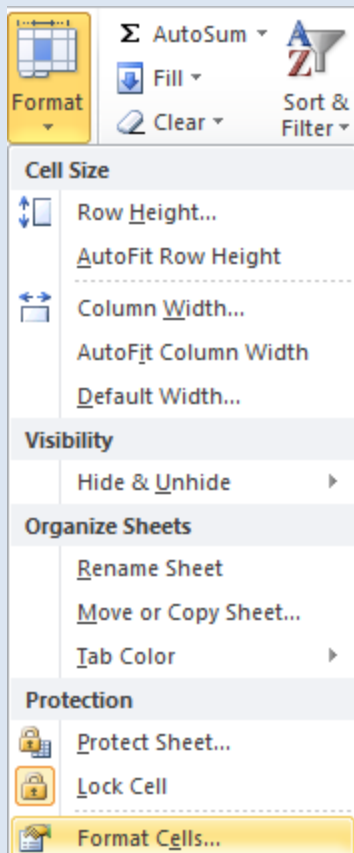 Format
Σ AutoSum
Fill
Clear
A
Z
Sort &
Filter
Cell Size
Row Height...
AutoFit Row Height
Column Width...
AutoFit Column Width
Default Width...
Visibility
Hide & Unhide
Organize Sheets
Rename Sheet
Move or Copy Sheet...
Tab Color
Protection
Protect Sheet...
Lock Cell
Format Cells...